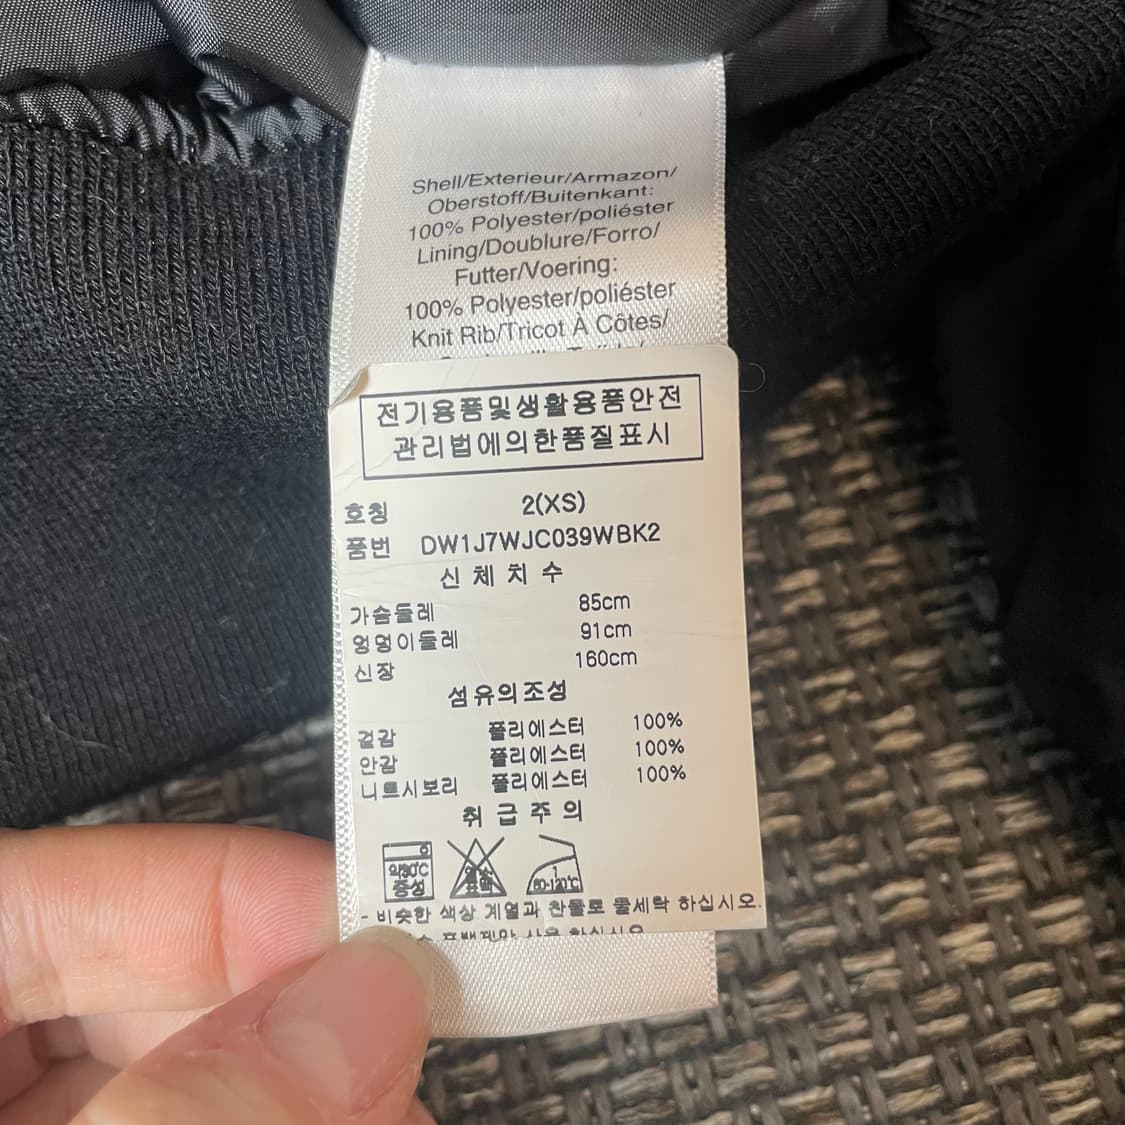 Shell/Exterieur/Armazon/
Oberstoff/Buitenkant:
100% Polyester/poliéster
Lining/Doublure/Forro/
Futter/Voering:
100% Polyester/poliéster
Knit Rib/Tricot À Côtes/
전기용품및생활용품안전
관리법에의한품질표시
호칭 2(XS)
품번 DW1J7WJC039WBK2
신체치수
가슴둘레 85cm
엉덩이둘레 91cm
신장 160cm
섬유의조성
겉감 폴리에스터 100%
안감 폴리에스터 100%
니트시보리 폴리에스터 100%
취급주의
약30℃
중성
- 비슷한 색상 계열과 찬물로 물세탁 하십시오.